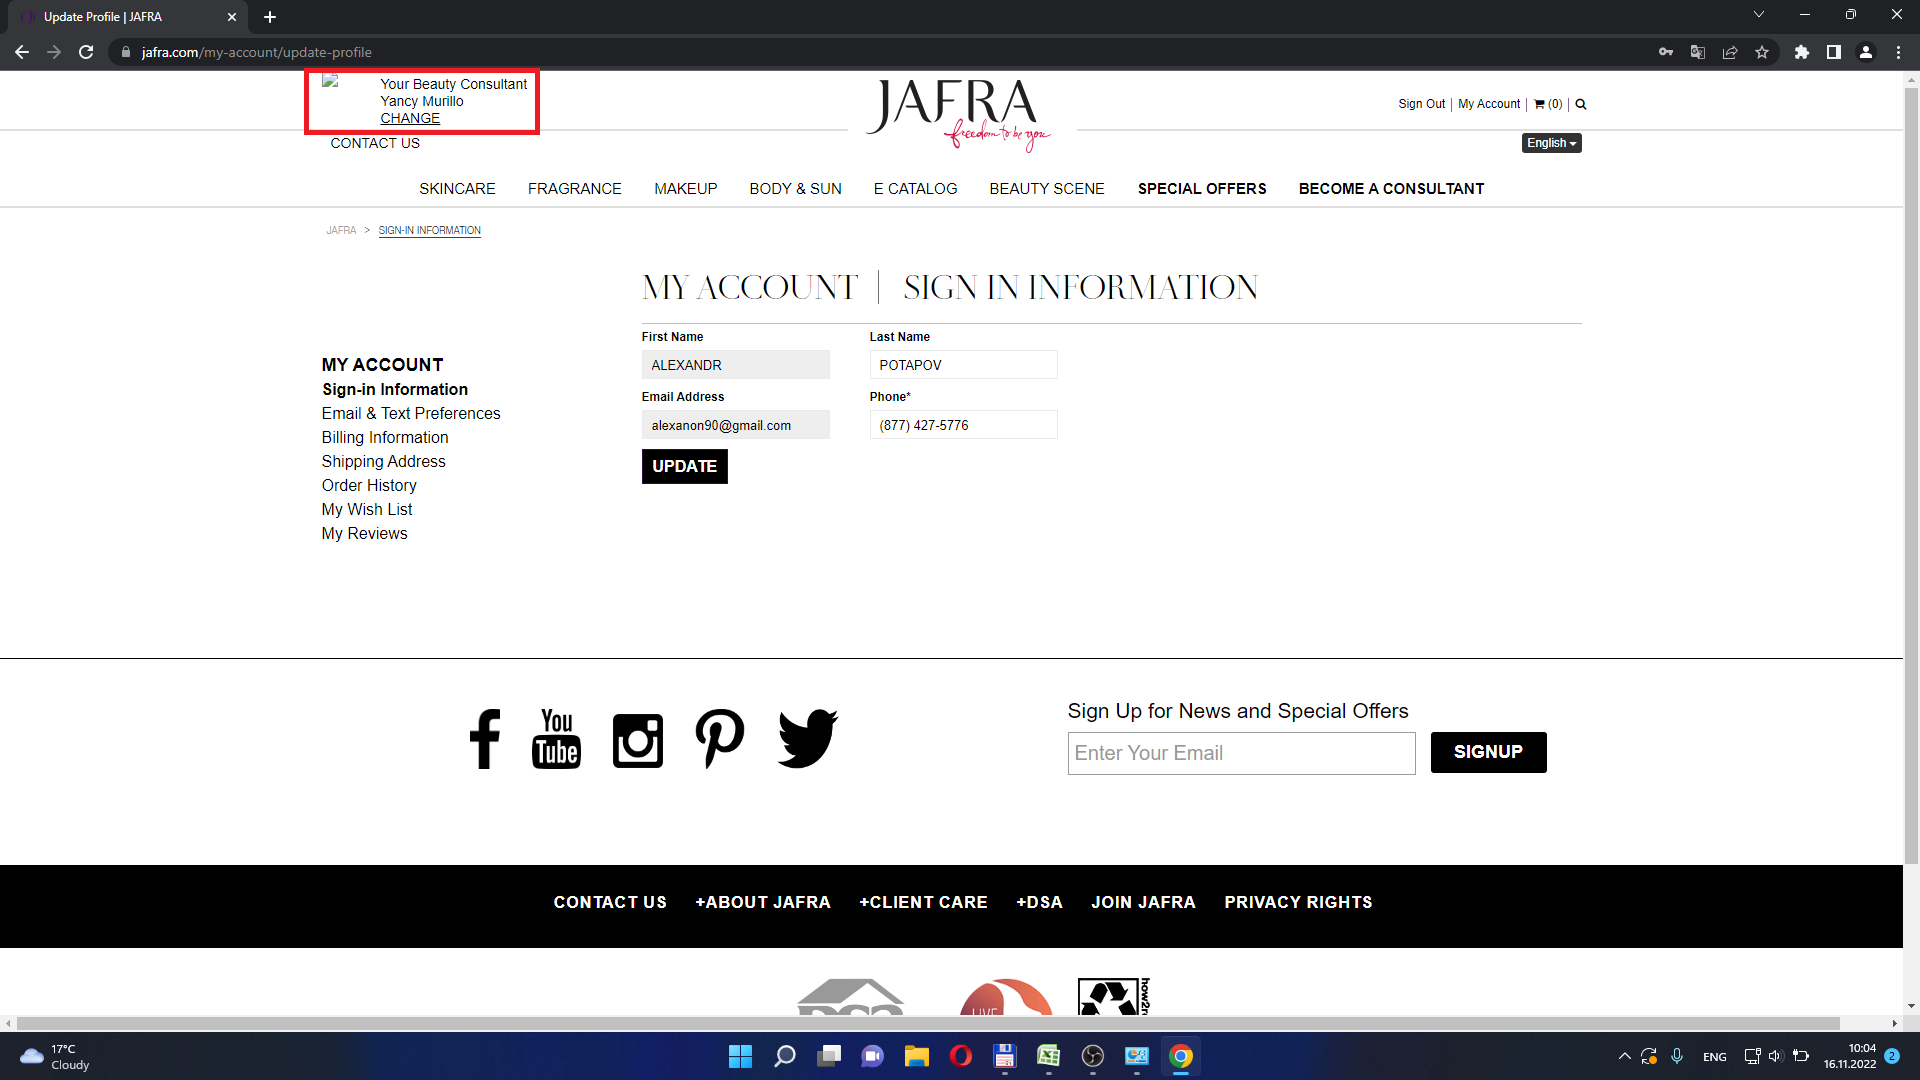 Update Profile | JAFRA
jafra.com/my-account/update-profile
Your Beauty Consultant
Yancy Murillo
CHANGE
CONTACT US
JAFRA
freedom to be you
Sign Out | My Account | (0) |
English
SKINCARE FRAGRANCE MAKEUP BODY & SUN E CATALOG BEAUTY SCENE SPECIAL OFFERS BECOME A CONSULTANT
JAFRA > SIGN-IN INFORMATION
MY ACCOUNT | SIGN IN INFORMATION
First Name Last Name
ALEXANDR POTAPOV
Email Address Phone*
alexanon90@gmail.com (877) 427-5776
UPDATE
MY ACCOUNT
Sign-in Information
Email & Text Preferences
Billing Information
Shipping Address
Order History
My Wish List
My Reviews
You
Tube
Sign Up for News and Special Offers
Enter Your Email SIGNUP
CONTACT US +ABOUT JAFRA +CLIENT CARE +DSA JOIN JAFRA PRIVACY RIGHTS
LIVE
17°C
Cloudy
ENG
10:04
16.11.2022
2